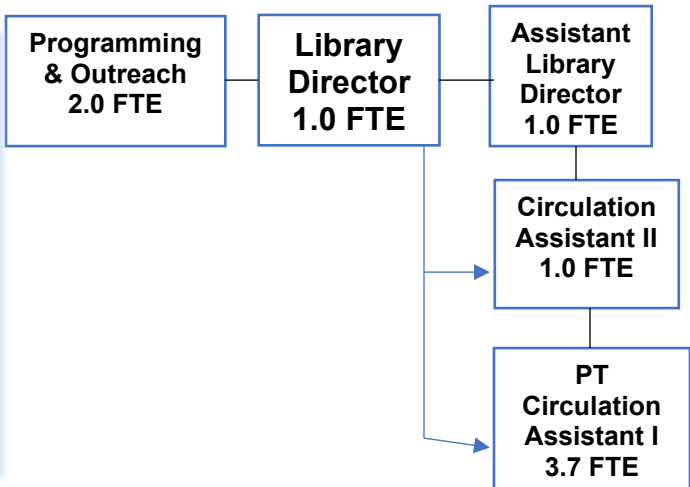 Programming
& Outreach
2.0 FTE
Library
Director
1.0 FTE
Assistant
Library
Director
1.0 FTE
Circulation
Assistant II
1.0 FTE
PT
Circulation
Assistant I
3.7 FTE